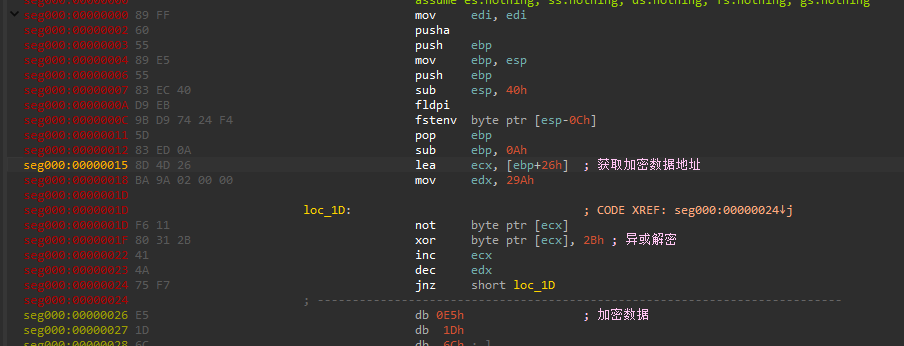 assume es:nothing, ss:nothing, ds:nothing, fs:nothing, gs:nothing
seg000:00000000 89 FF mov edi, edi
seg000:00000002 60 pusha
seg000:00000003 55 push ebp
seg000:00000004 89 E5 mov ebp, esp
seg000:00000006 55 push ebp
seg000:00000007 83 EC 40 sub esp, 40h
seg000:0000000A D9 EB fldpi
seg000:0000000C 9B D9 74 24 F4 fstenv byte ptr [esp-0Ch]
seg000:00000011 5D pop ebp
seg000:00000012 83 ED 0A sub ebp, 0Ah
seg000:00000015 8D 4D 26 lea ecx, [ebp+26h] ; 获取加密数据地址
seg000:00000018 BA 9A 02 00 00 mov edx, 29Ah
seg000:0000001D
seg000:0000001D loc_1D: ; CODE XREF: seg000:00000024↓j
seg000:0000001D F6 11 not byte ptr [ecx]
seg000:0000001F 80 31 2B xor byte ptr [ecx], 2Bh ; 异或解密
seg000:00000022 41 inc ecx
seg000:00000023 4A dec edx
seg000:00000024 75 F7 jnz short loc_1D
seg000:00000024 ; ---------------------------------------------------------------------------
seg000:00000026 E5 db 0E5h ; 加密数据
seg000:00000027 1D db 1Dh
seg000:00000028 6C db 6Ch ; l